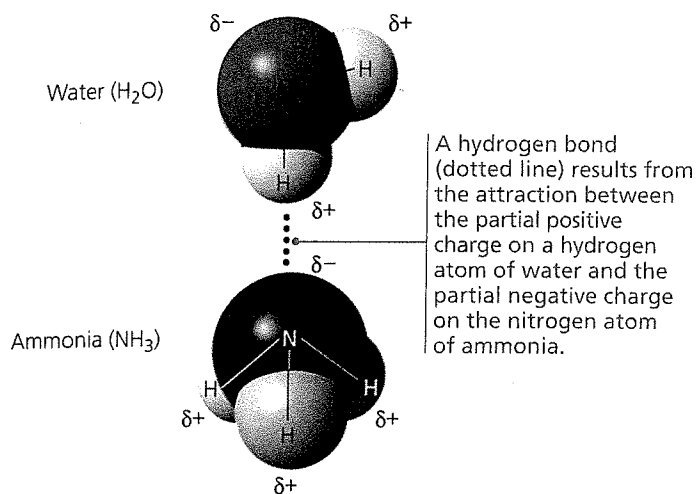 δ−
δ+
H
Water (H₂O)
H
δ+
A hydrogen bond
(dotted line) results from
the attraction between
the partial positive
charge on a hydrogen
atom of water and the
partial negative charge
on the nitrogen atom
of ammonia.
δ−
Ammonia (NH₃)
N
H
H
δ+
δ+
H
δ+